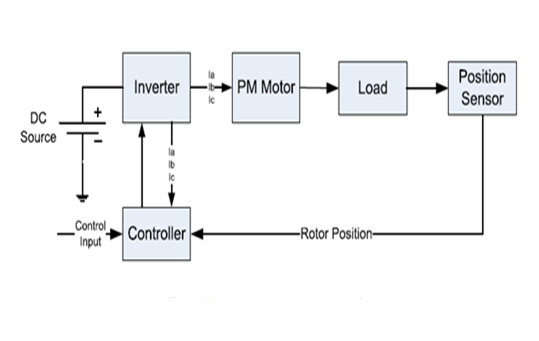 Inverter
Ia
Ib
Ic
PM Motor
Load
Position
Sensor
DC
Source
+
−
Ia
Ib
Ic
Control
Input
Controller
Rotor Position